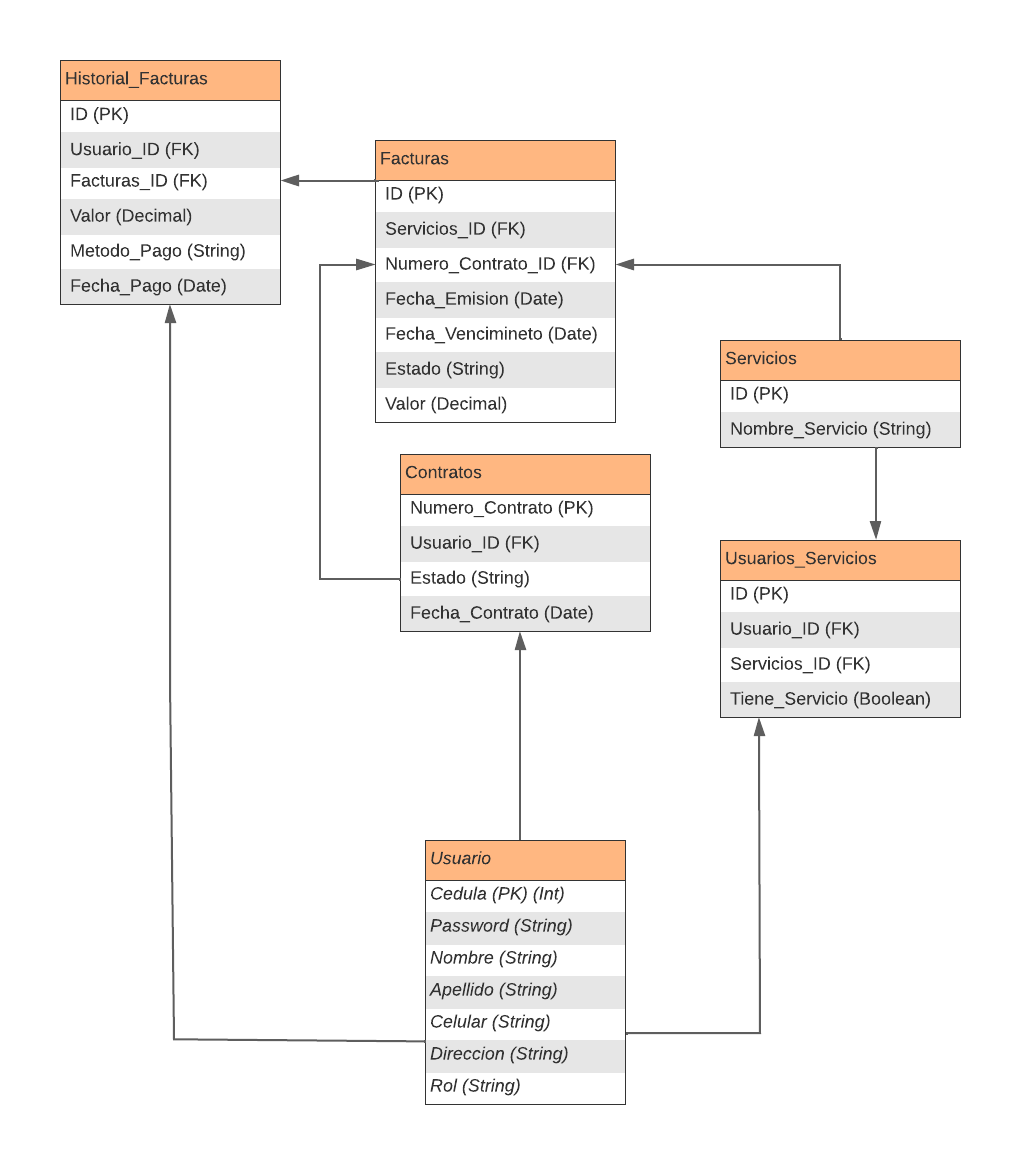 Historial_Facturas
ID (PK)
Usuario_ID (FK)
Facturas_ID (FK)
Valor (Decimal)
Metodo_Pago (String)
Fecha_Pago (Date)
Facturas
ID (PK)
Servicios_ID (FK)
Numero_Contrato_ID (FK)
Fecha_Emision (Date)
Fecha_Vencimineto (Date)
Estado (String)
Valor (Decimal)
Servicios
ID (PK)
Nombre_Servicio (String)
Contratos
Numero_Contrato (PK)
Usuario_ID (FK)
Estado (String)
Fecha_Contrato (Date)
Usuarios_Servicios
ID (PK)
Usuario_ID (FK)
Servicios_ID (FK)
Tiene_Servicio (Boolean)
Usuario
Cedula (PK) (Int)
Password (String)
Nombre (String)
Apellido (String)
Celular (String)
Direccion (String)
Rol (String)